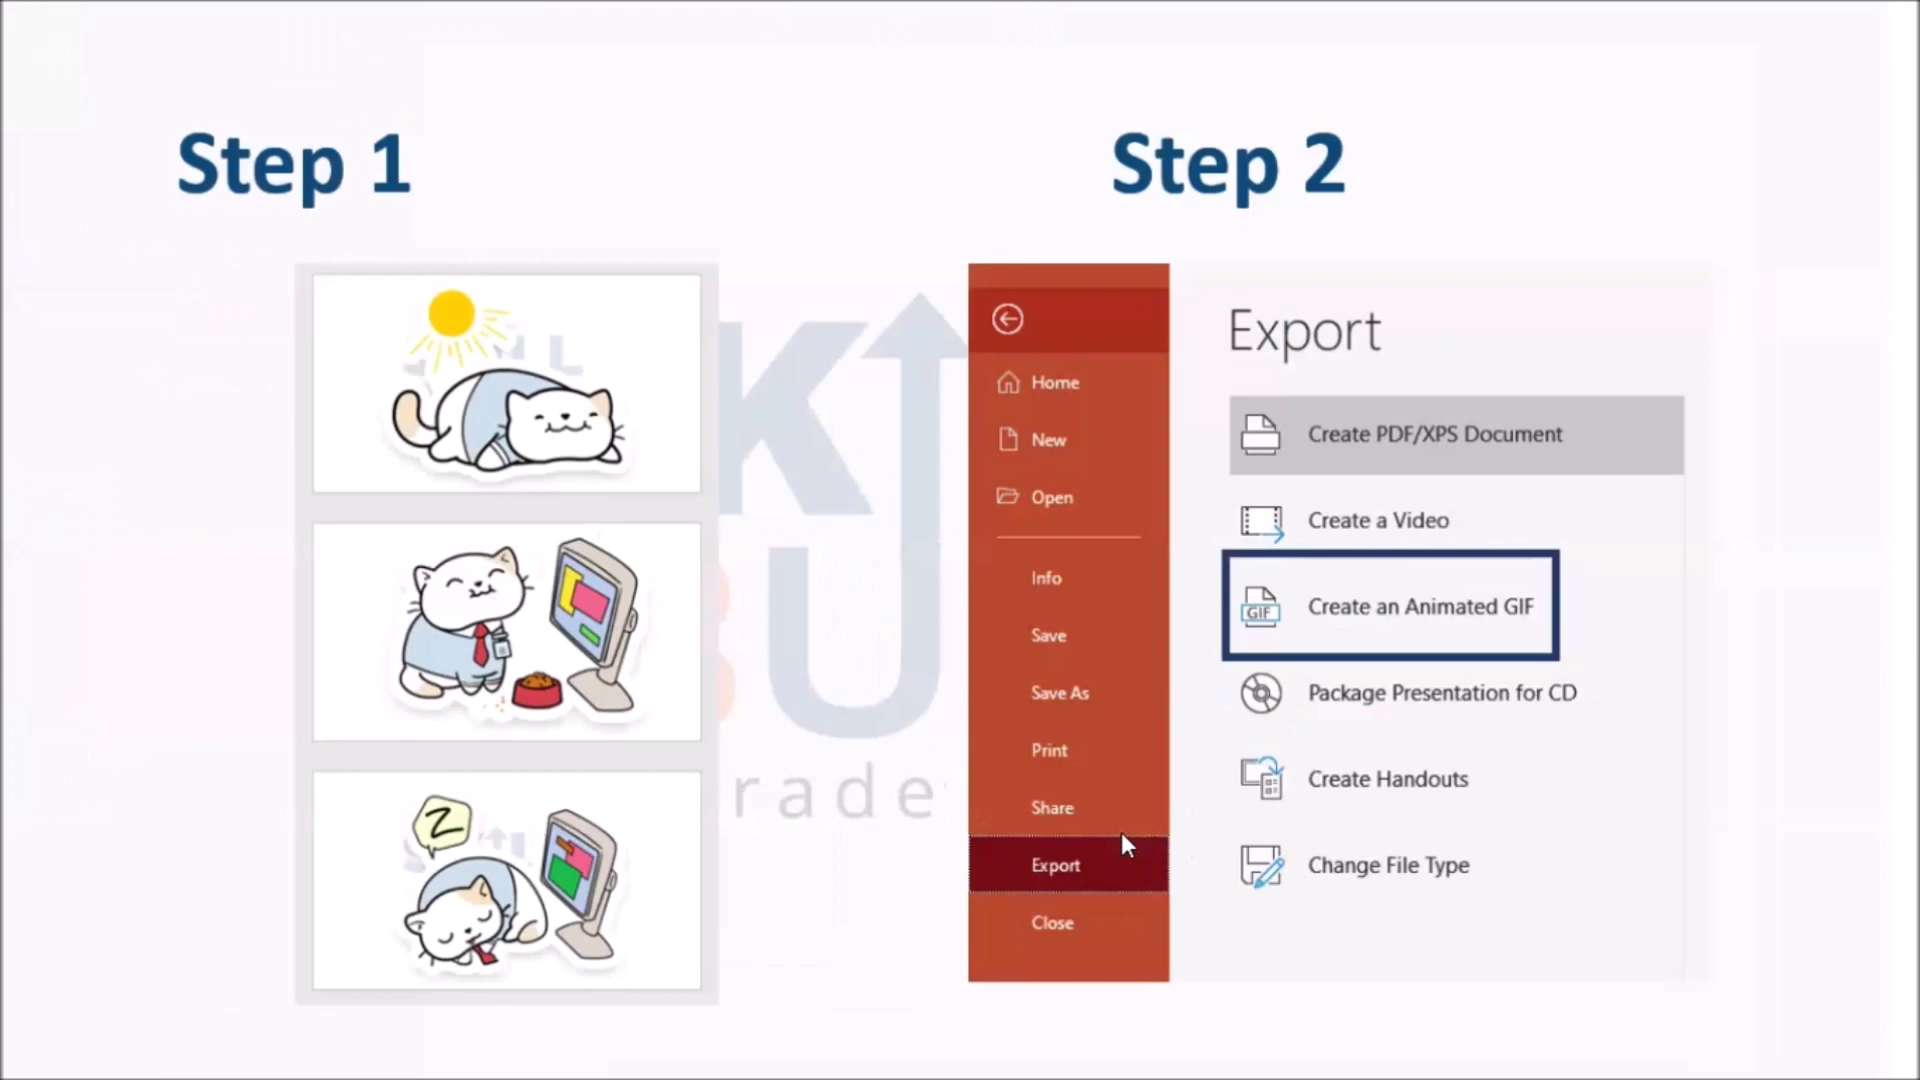 Step 1
Step 2
Z
K
U
rade
Home
New
Open
Info
Save
Save As
Print
Share
Export
Close
Export
Create PDF/XPS Document
Create a Video
GIF
Create an Animated GIF
Package Presentation for CD
Create Handouts
Change File Type